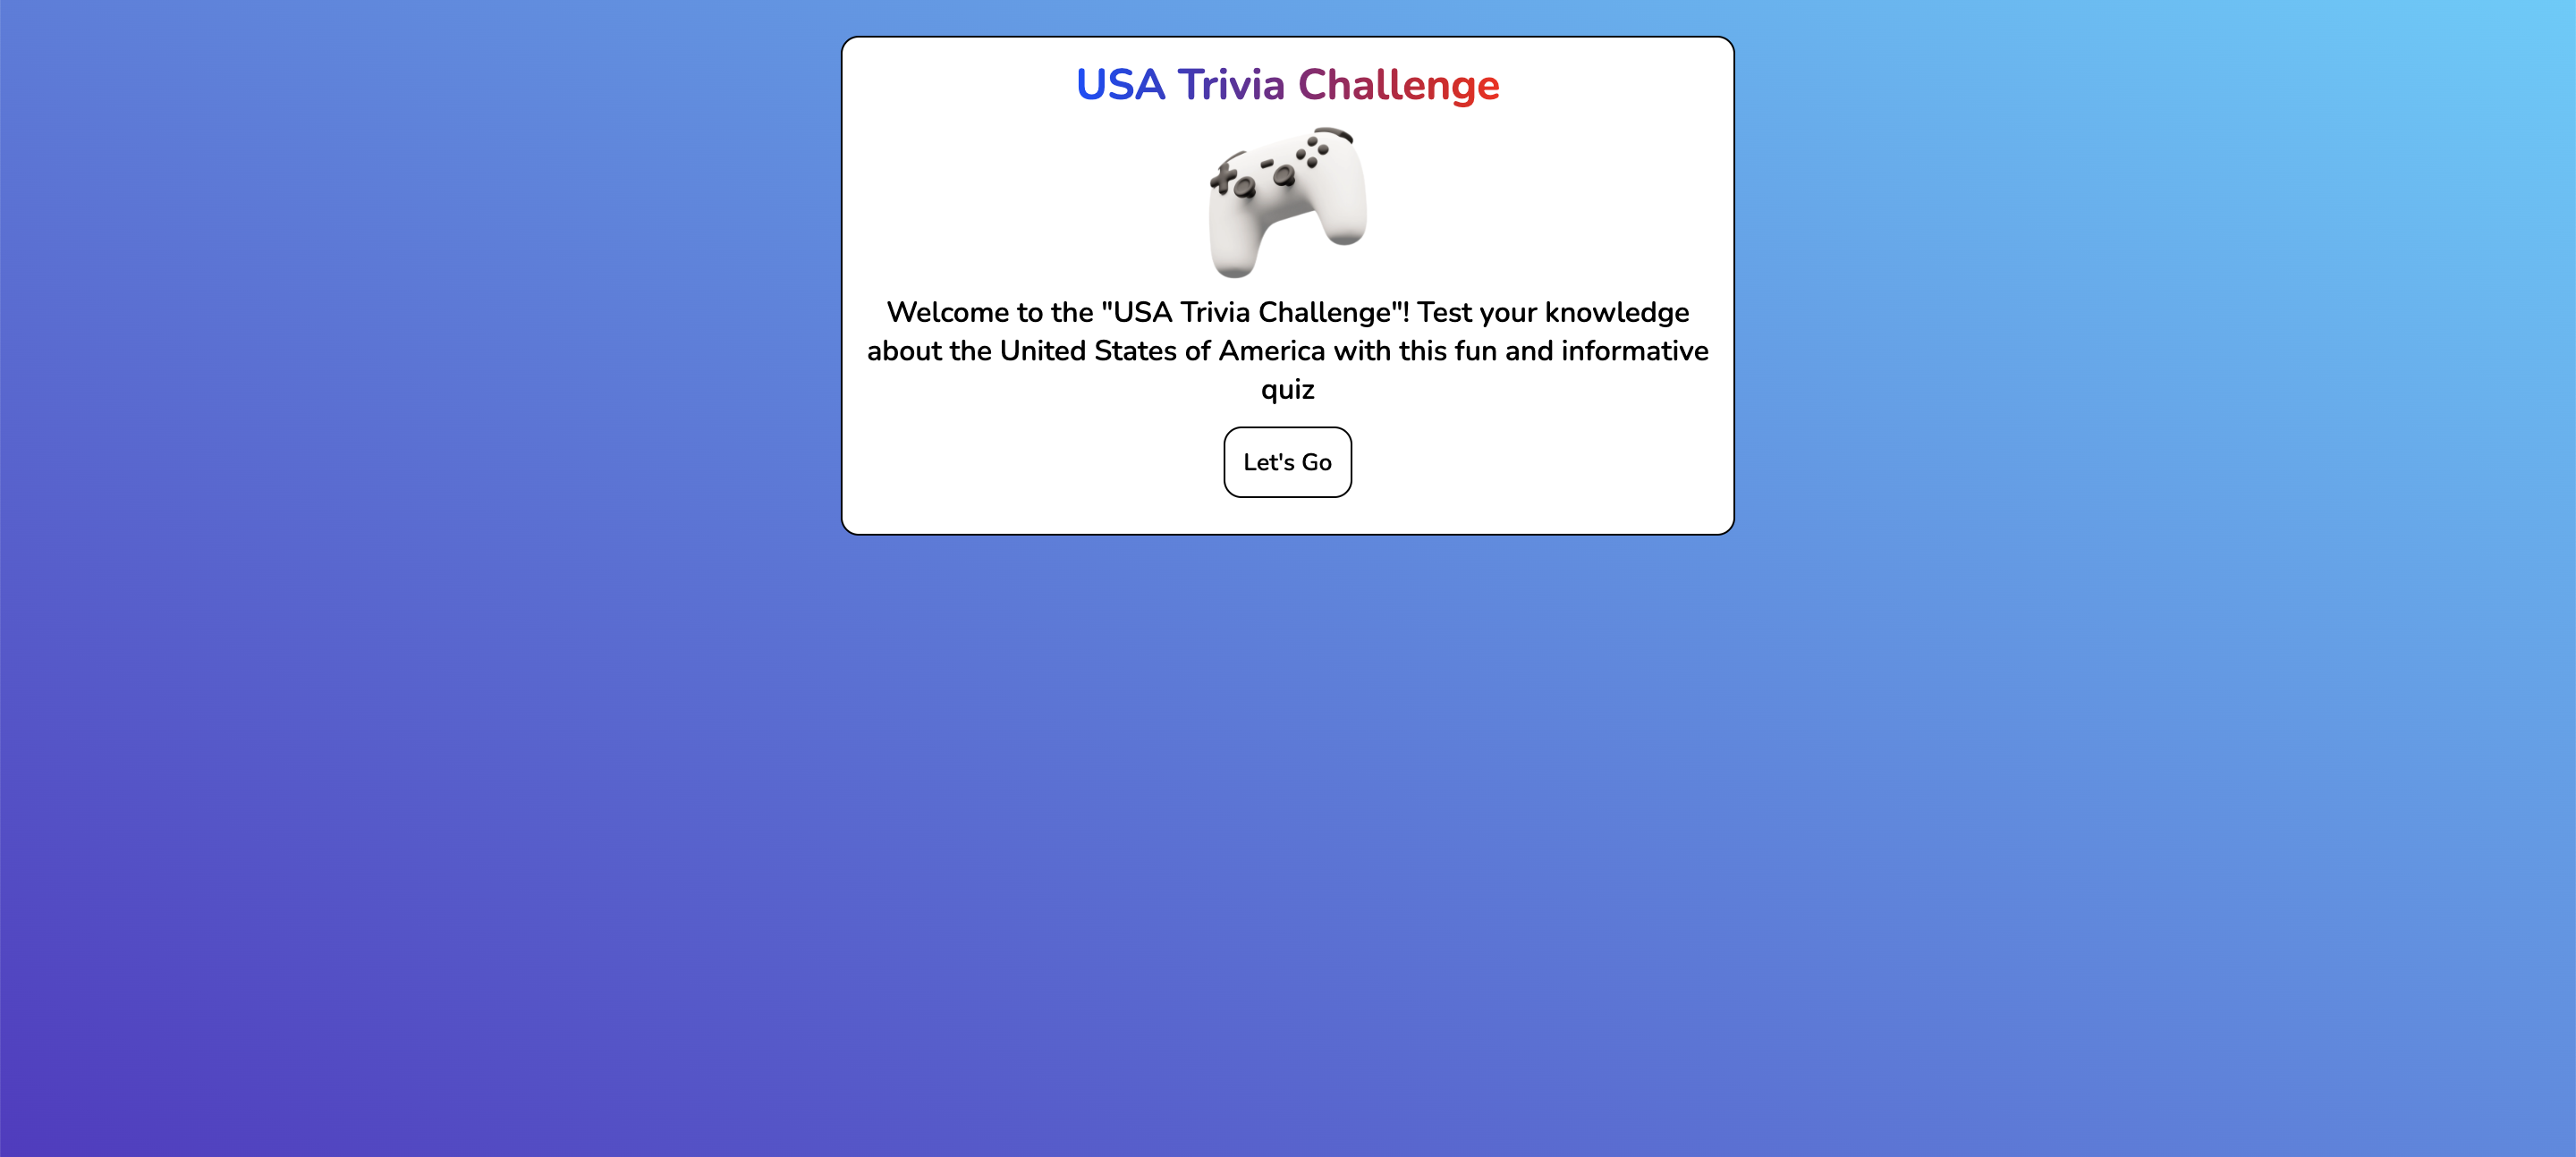 USA Trivia Challenge
Welcome to the "USA Trivia Challenge"! Test your knowledge
about the United States of America with this fun and informative
quiz
Let's Go